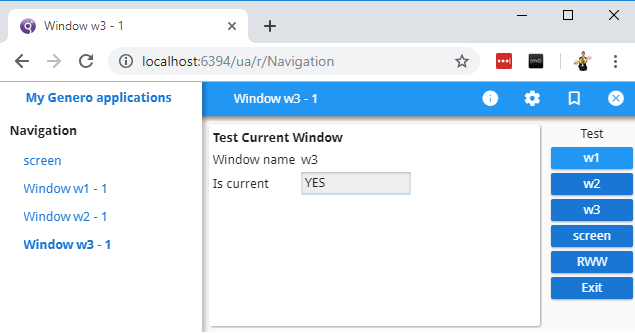 Window w3 - 1
localhost:6394/ua/r/Navigation
My Genero applications
Window w3 - 1
Navigation
screen
Window w1 - 1
Window w2 - 1
Window w3 - 1
Test Current Window
Window name w3
Is current YES
Test
w1
w2
w3
screen
RWW
Exit